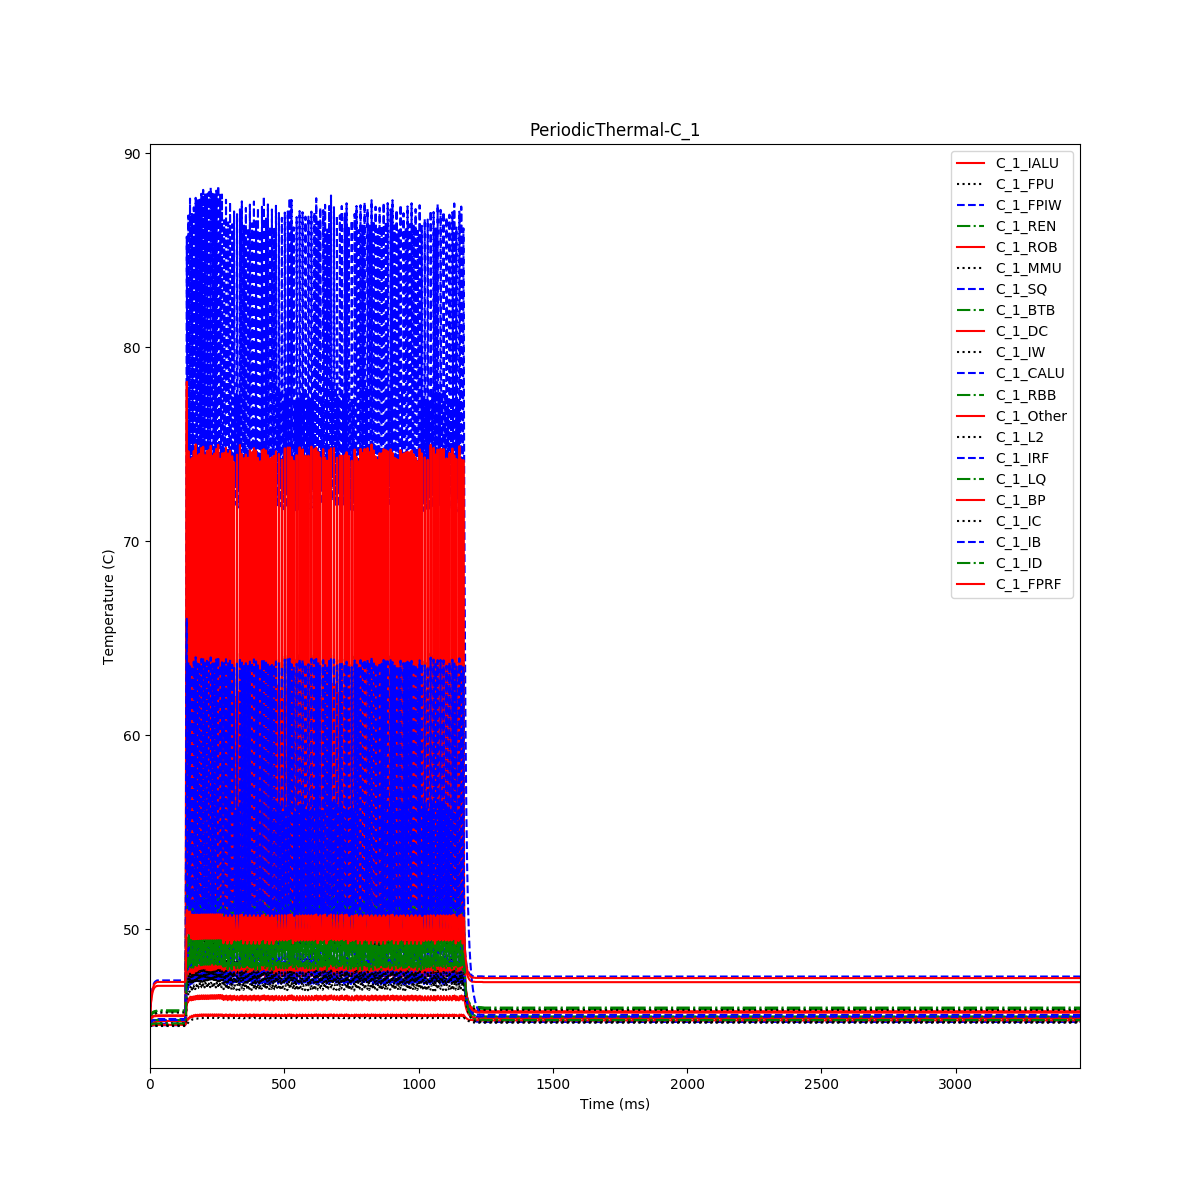 PeriodicThermal-C_1
90
80
70
60
50
Temperature (C)
0
500
1000
1500
2000
2500
3000
Time (ms)
C_1_IALU
C_1_FPU
C_1_FPIW
C_1_REN
C_1_ROB
C_1_MMU
C_1_SQ
C_1_BTB
C_1_DC
C_1_IW
C_1_CALU
C_1_RBB
C_1_Other
C_1_L2
C_1_IRF
C_1_LQ
C_1_BP
C_1_IC
C_1_IB
C_1_ID
C_1_FPRF